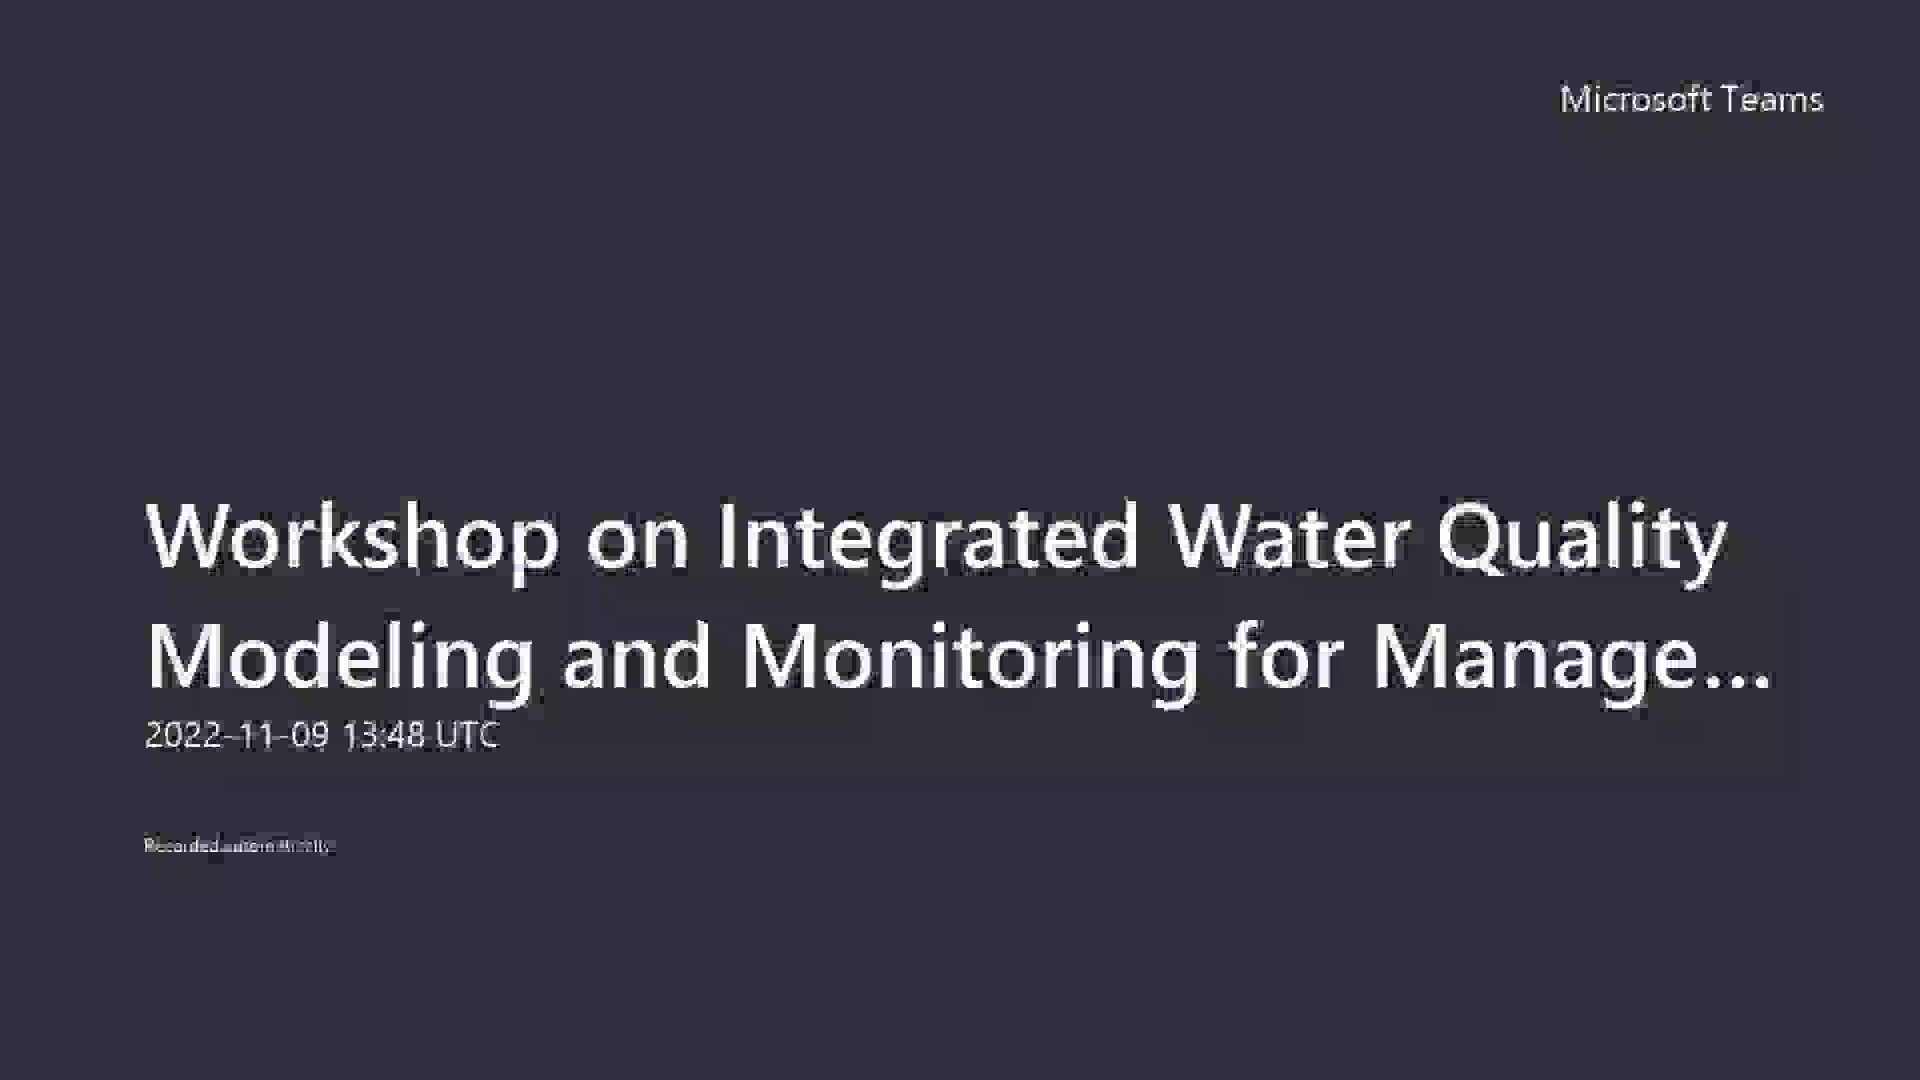 Microsoft Teams
Workshop on Integrated Water Quality
Modeling and Monitoring for Manage...
2022-11-09 13:48 UTC
Recorded